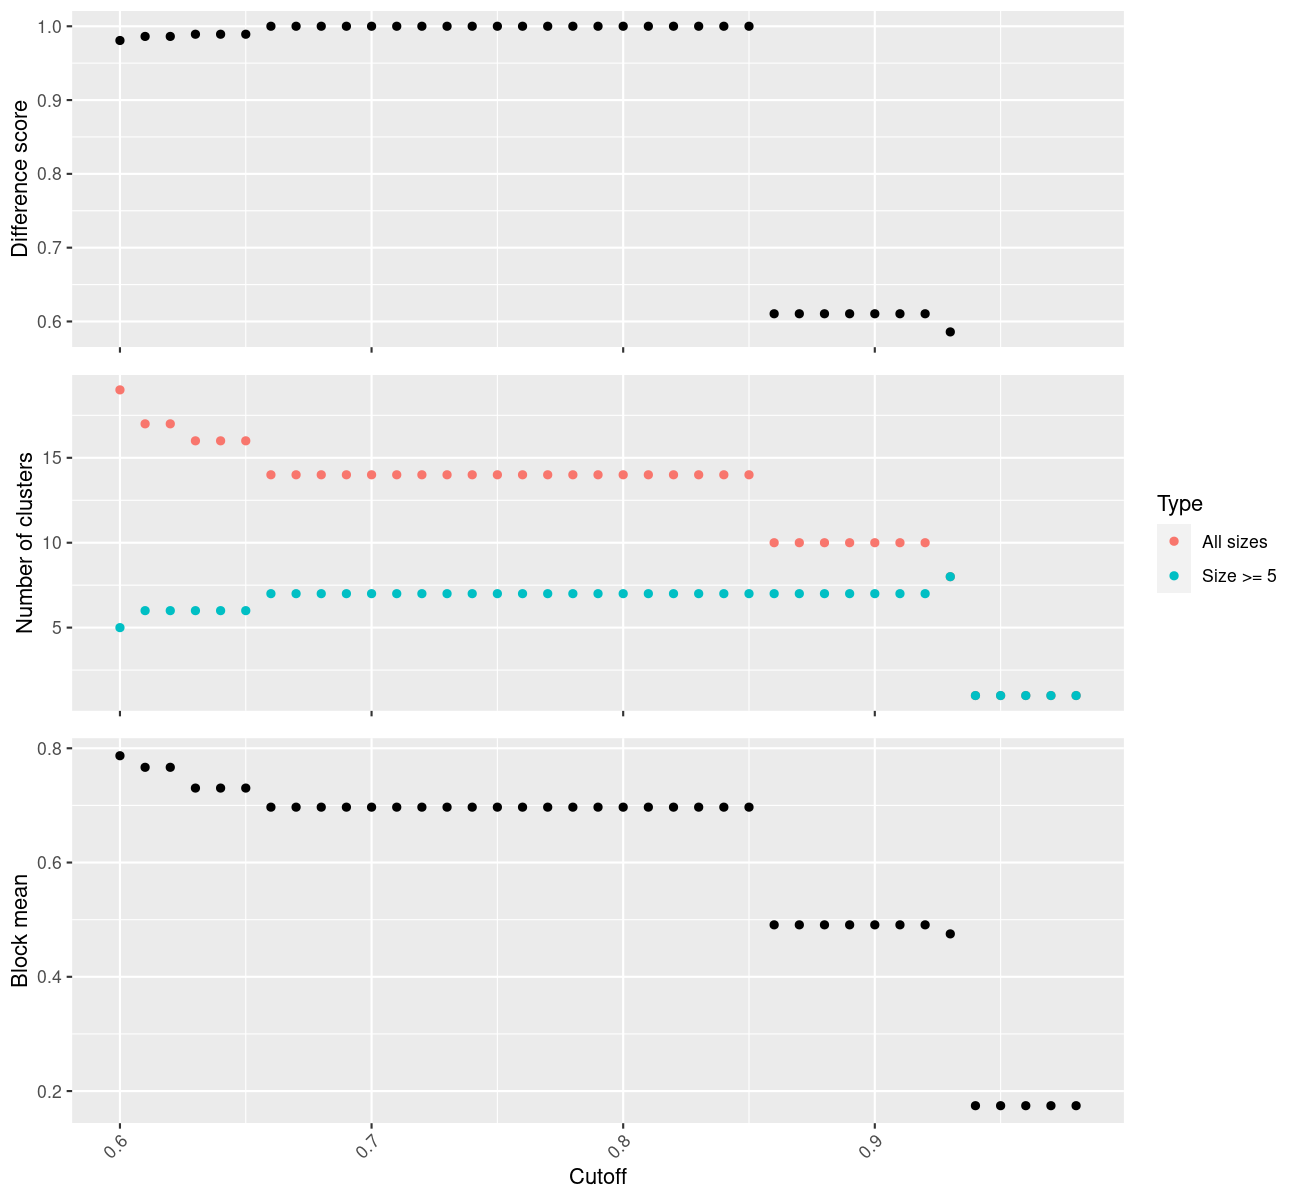 Difference score
1.0
0.9
0.8
0.7
0.6
Number of clusters
15
10
5
Type
All sizes
Size >= 5
Block mean
0.8
0.6
0.4
0.2
0.6
0.7
0.8
0.9
Cutoff